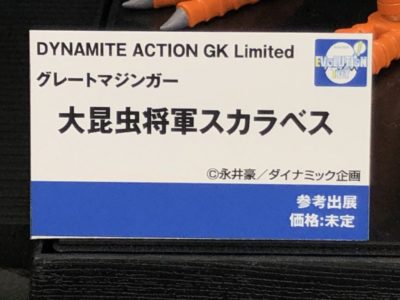 DYNAMITE ACTION GK Limited
EVOLUTION TOY
グレートマジンガー
大昆虫将軍スカラベス
©永井豪／ダイナミック企画
参考出展
価格:未定